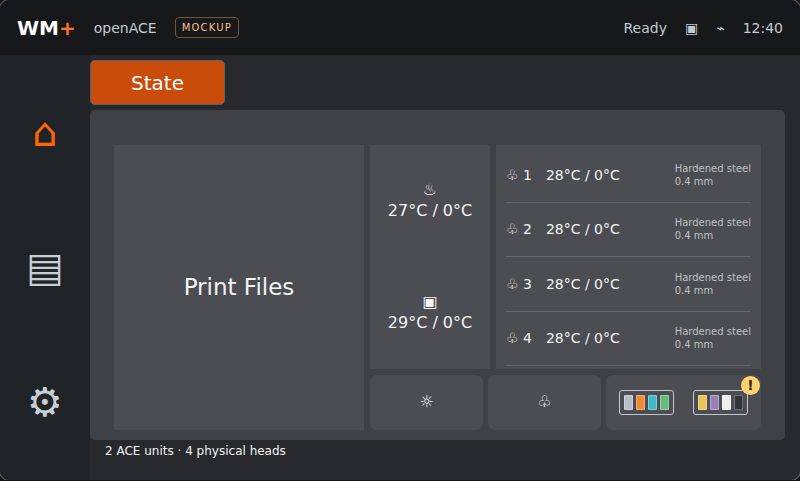 WM+ openACE MOCKUP Ready 12:40
State
Print Files
27°C / 0°C
29°C / 0°C
1 28°C / 0°C Hardened steel
0.4 mm
2 28°C / 0°C Hardened steel
0.4 mm
3 28°C / 0°C Hardened steel
0.4 mm
4 28°C / 0°C Hardened steel
0.4 mm
!
2 ACE units · 4 physical heads